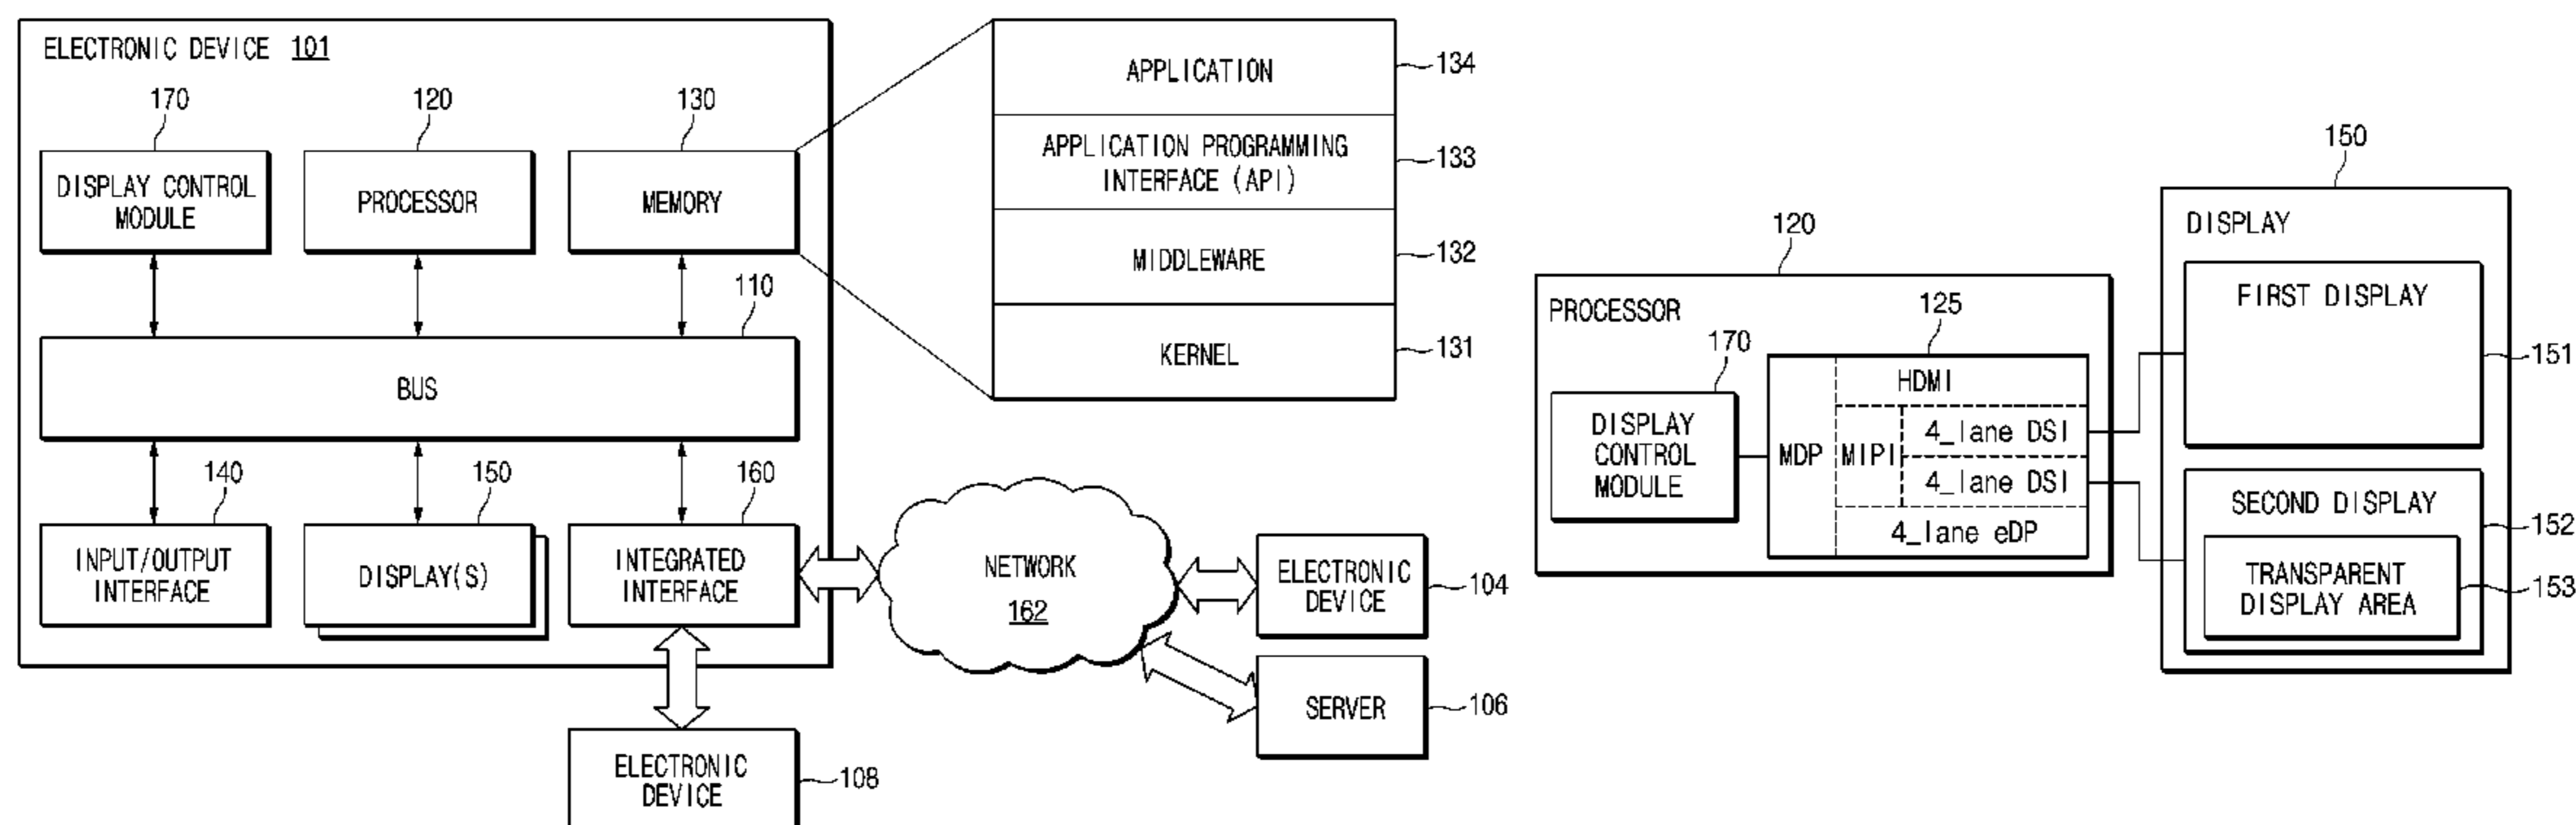 ELECTRONIC DEVICE 101
170
120
130
DISPLAY CONTROL
MODULE
PROCESSOR
MEMORY
110
BUS
140
150
160
INPUT/OUTPUT
INTERFACE
DISPLAY(S)
INTEGRATED
INTERFACE
ELECTRONIC
DEVICE
108
APPLICATION
134
APPLICATION PROGRAMMING
INTERFACE (API)
133
MIDDLEWARE
132
KERNEL
131
NETWORK
162
ELECTRONIC
DEVICE
104
SERVER
106
120
PROCESSOR
170
125
DISPLAY
CONTROL
MODULE
MDP
MIPI
HDMI
4_lane DSI
4_lane DSI
4_lane eDP
150
DISPLAY
FIRST DISPLAY
151
SECOND DISPLAY
152
TRANSPARENT
DISPLAY AREA
153